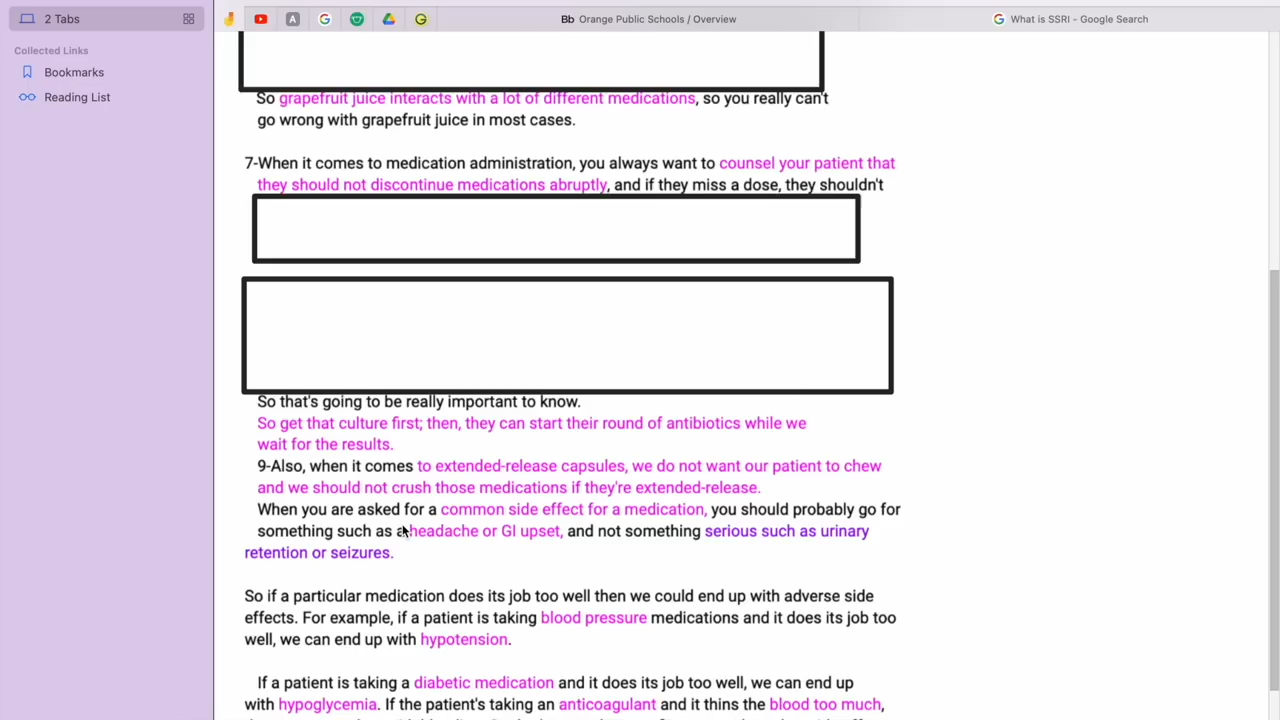 2 Tabs
Bb Orange Public Schools / Overview
G What is SSRI - Google Search
Collected Links
Bookmarks
Reading List
So grapefruit juice interacts with a lot of different medications, so you really can't
go wrong with grapefruit juice in most cases.
7-When it comes to medication administration, you always want to counsel your patient that
they should not discontinue medications abruptly, and if they miss a dose, they shouldn't
So that's going to be really important to know.
So get that culture first; then, they can start their round of antibiotics while we
wait for the results.
9-Also, when it comes to extended-release capsules, we do not want our patient to chew
and we should not crush those medications if they're extended-release.
When you are asked for a common side effect for a medication, you should probably go for
something such as a headache or GI upset, and not something serious such as urinary
retention or seizures.
So if a particular medication does its job too well then we could end up with adverse side
effects. For example, if a patient is taking blood pressure medications and it does its job too
well, we can end up with hypotension.
If a patient is taking a diabetic medication and it does its job too well, we can end up
with hypoglycemia. If the patient's taking an anticoagulant and it thins the blood too much,